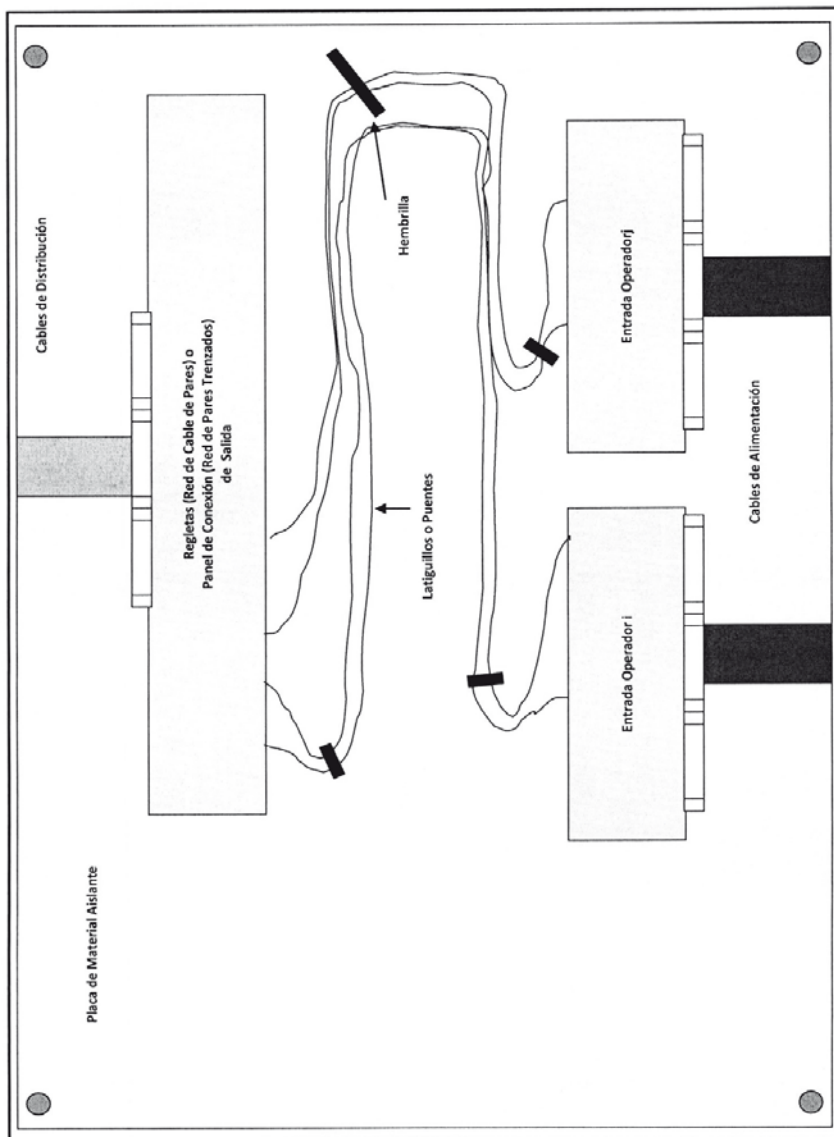 Placa de Material Aislante
Cables de Distribución
Regletas (Red de Cable de Pares) o
Panel de Conexión (Red de Pares Trenzados)
de Salida
Latiguillos o Puentes
Hembrilla
Entrada Operador i
Entrada Operadorj
Cables de Alimentación